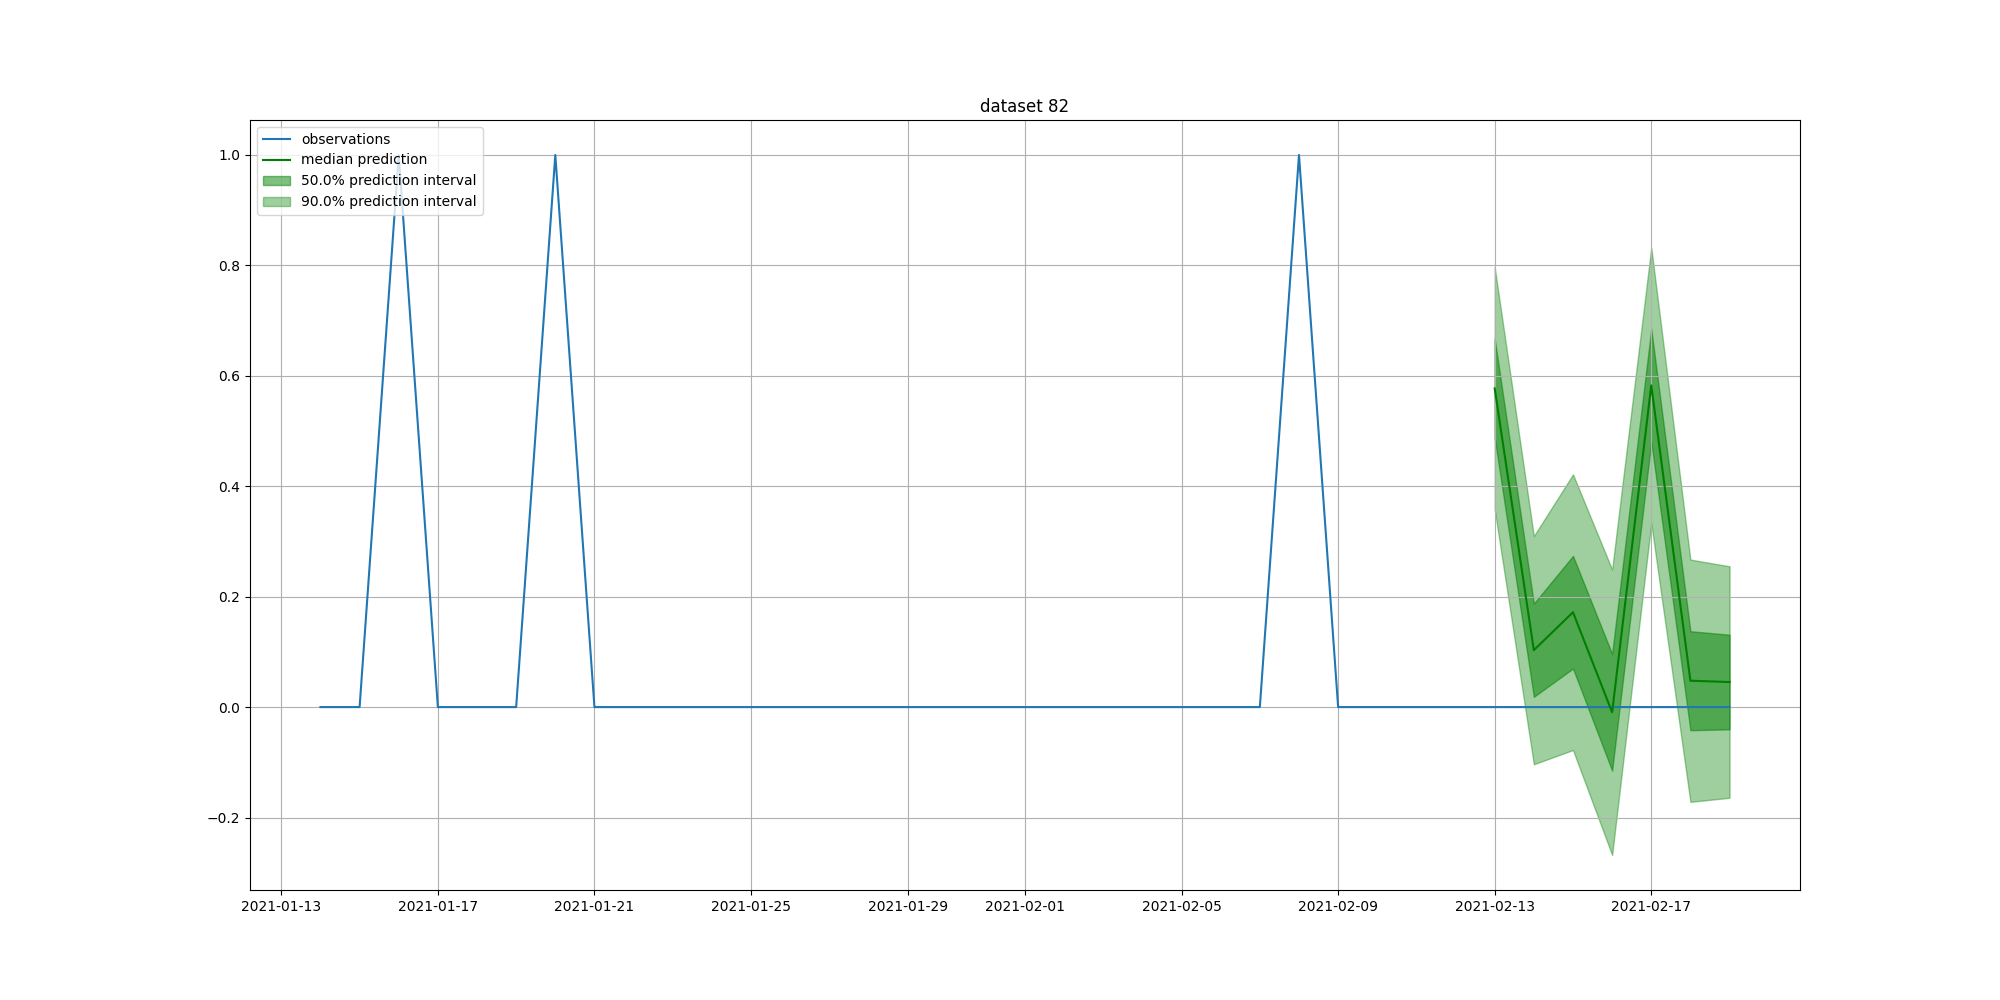 dataset 82
observations
median prediction
50.0% prediction interval
90.0% prediction interval
1.0
0.8
0.6
0.4
0.2
0.0
−0.2
2021-01-13 2021-01-17 2021-01-21 2021-01-25 2021-01-29 2021-02-01 2021-02-05 2021-02-09 2021-02-13 2021-02-17